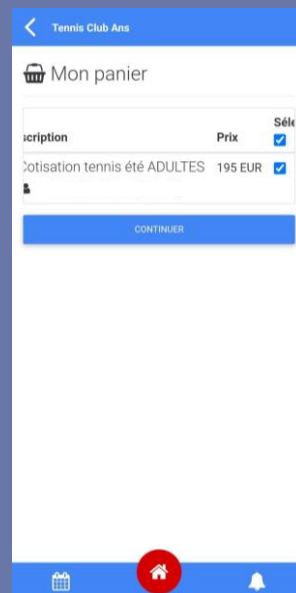 Tennis Club Ans
Mon panier
scription Prix Séle
Cotisation tennis été ADULTES 195 EUR
CONTINUER